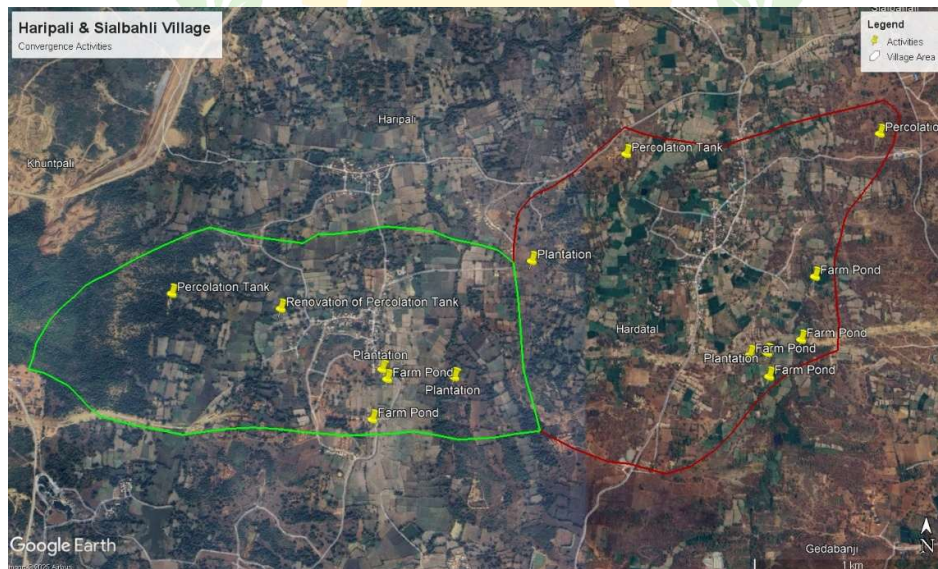 Haripali & Sialbahli Village
Convergence Activities
Legend
Activities
Village Area
Haripali
Khuntpali
Percolation Tank
Percolatio
Plantation
Farm Pond
Percolation Tank
Renovation of Percolation Tank
Hardatal
Farm Pond
Plantation
Farm Pond
Plantation
Farm Pond
Farm Pond
Plantation
Farm Pond
Google Earth
Gedabanji
N
1 km